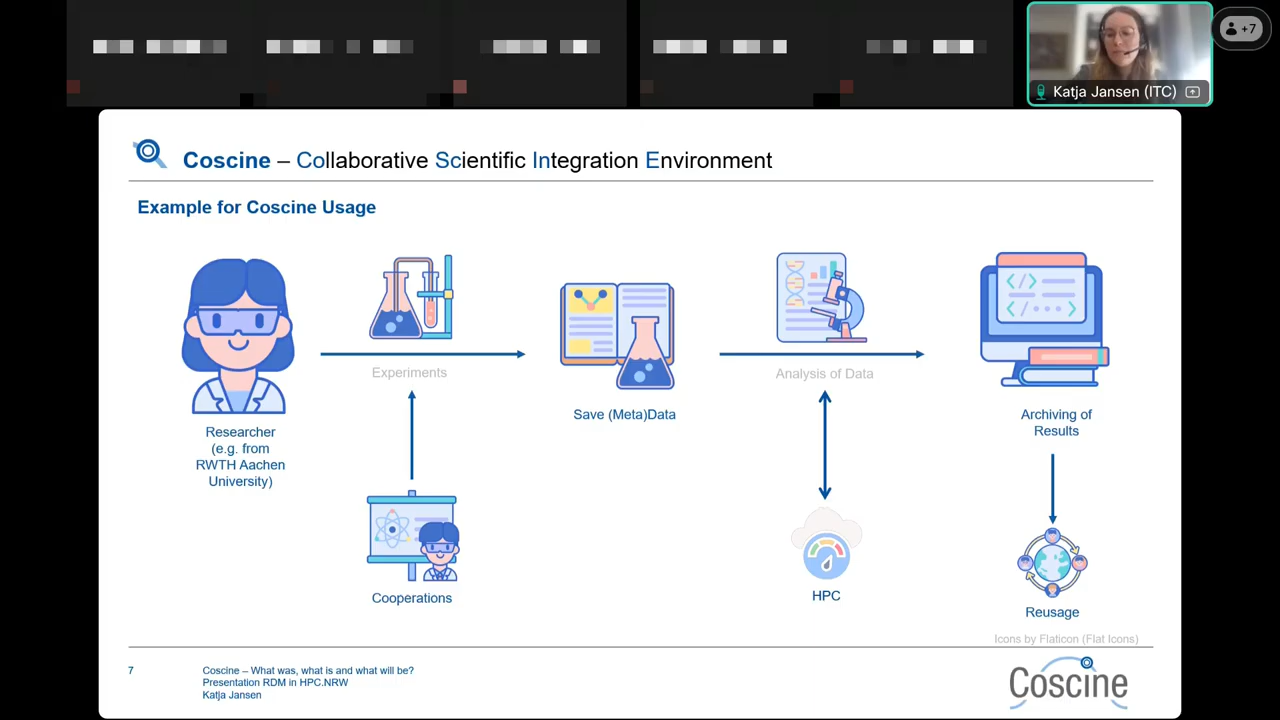 +7
Katja Jansen (ITC)
Coscine – Collaborative Scientific Integration Environment
Example for Coscine Usage
Experiments
Analysis of Data
Save (Meta)Data
Archiving of
Results
Researcher
(e.g. from
RWTH Aachen
University)
Cooperations
HPC
Reusage
Icons by Flaticon (Flat Icons)
7
Coscine – What was, what is and what will be?
Presentation RDM in HPC.NRW
Katja Jansen
Coscine